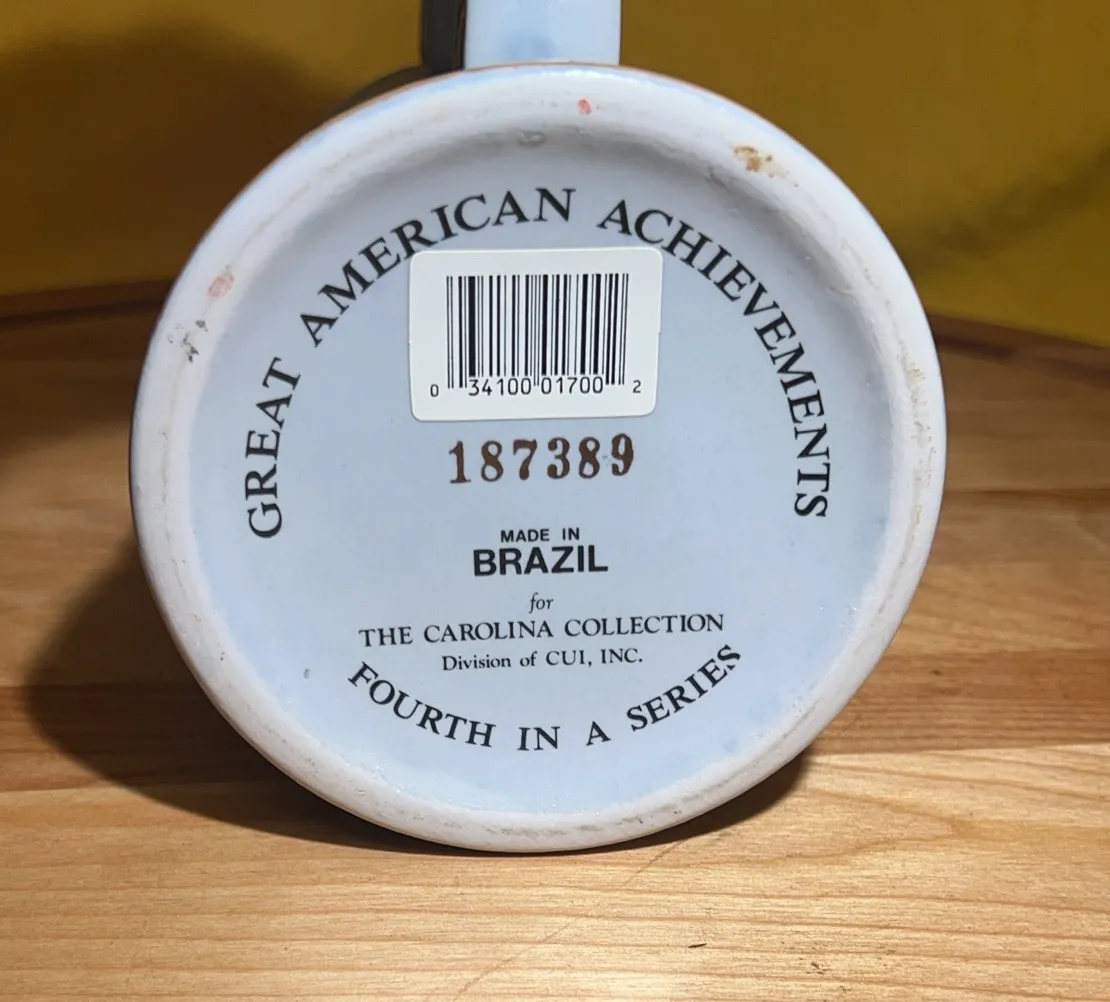 GREAT AMERICAN ACHIEVEMENTS
0 34100 01700 2
187389
MADE IN
BRAZIL
for
THE CAROLINA COLLECTION
Division of CUI, INC.
FOURTH IN A SERIES